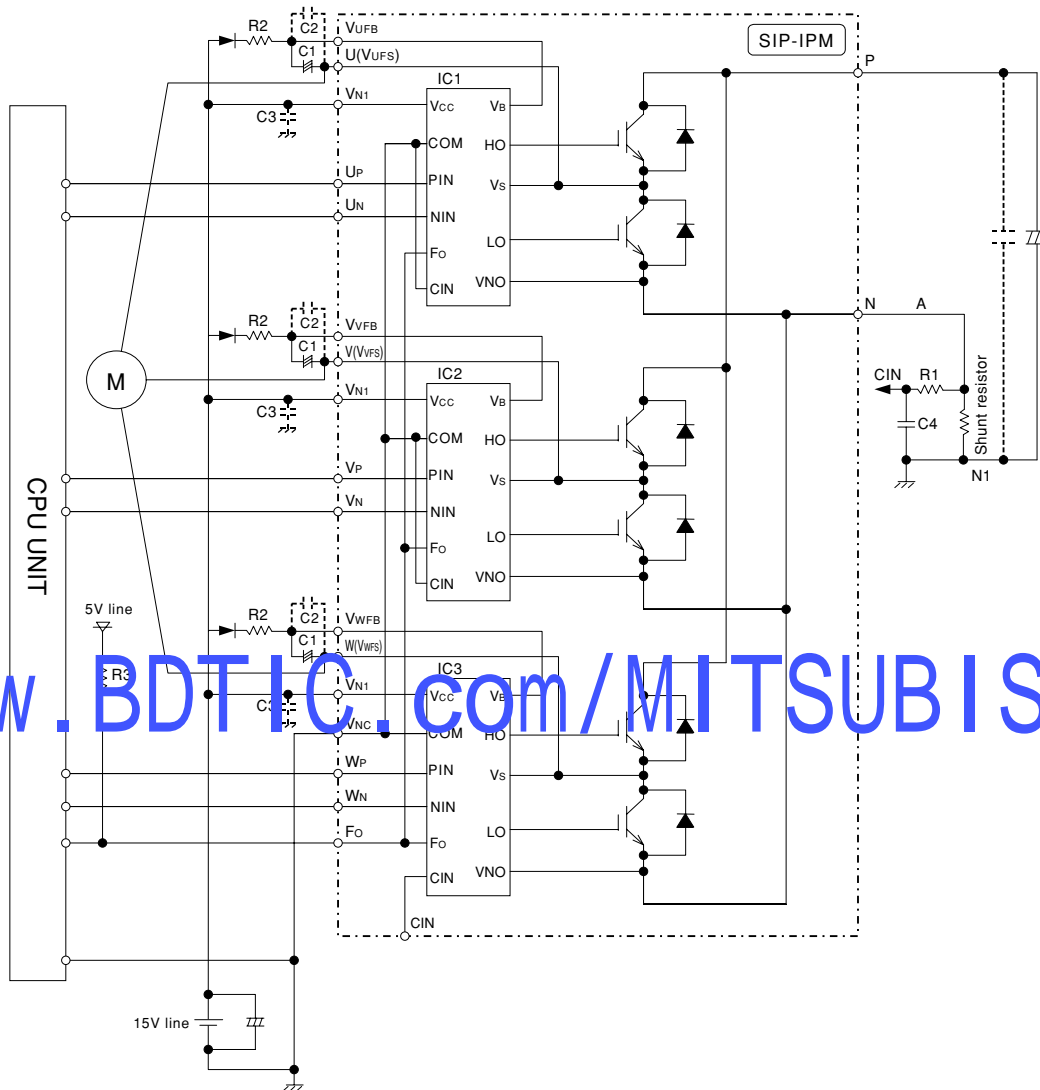 SIP-IPM
R2
C2
C1
VUFB
U(VUFS)
P
VN1
C3
IC1
VCC
VB
COM
HO
UP
PIN
VS
UN
NIN
LO
FO
VNO
CIN
N
A
R2
C2
C1
VVFB
V(VVFS)
IC2
VN1
C3
VCC
VB
COM
HO
VP
PIN
VS
VN
NIN
LO
FO
VNO
CIN
CIN
R1
C4
Shunt resistor
N1
M
CPU UNIT
5V line
R3
R2
C2
C1
VWFB
W(VWFS)
IC3
VN1
C3
VCC
VB
VNC
COM
HO
WP
PIN
VS
WN
NIN
LO
FO
FO
VNO
CIN
CIN
15V line
w.BDTIC.com/MITSUBIS